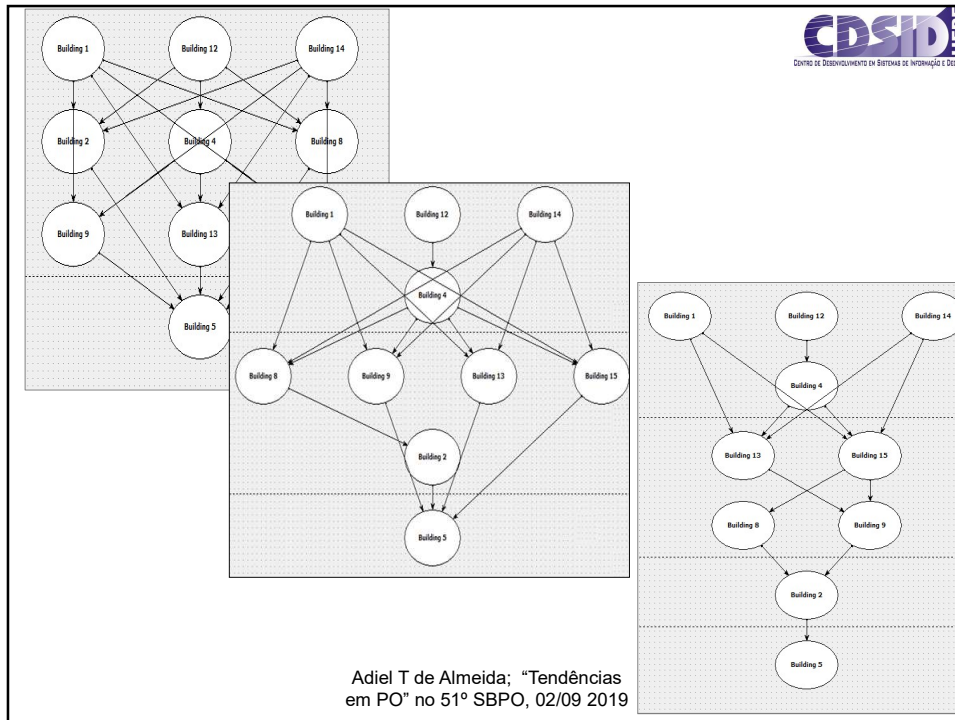 Building 1
Building 12
Building 14
Building 2
Building 4
Building 8
Building 9
Building 13
Building 5
Building 1
Building 12
Building 14
Building 4
Building 8
Building 9
Building 13
Building 15
Building 2
Building 5
Building 1
Building 12
Building 14
Building 4
Building 13
Building 15
Building 8
Building 9
Building 2
Building 5
CDSID
CENTRO DE DESENVOLVIMENTO EM SISTEMAS DE INFORMAÇÃO E
Adiel T de Almeida; “Tendências
em PO” no 51º SBPO, 02/09 2019